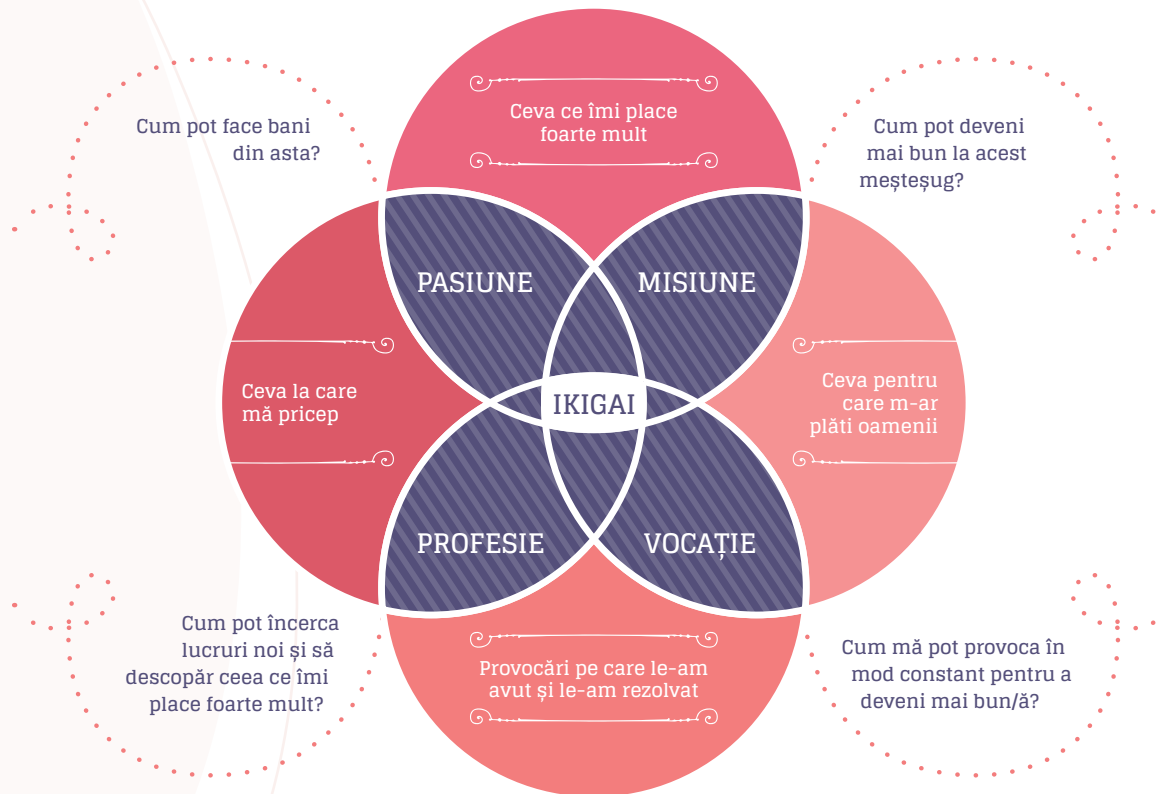 Ceva ce îmi place
foarte mult
Cum pot face bani
din asta?
Cum pot deveni
mai bun la acest
meșteșug?
PASIUNE
MISIUNE
Ceva la care
mă pricep
IKIGAI
Ceva pentru
care m-ar
plăti oamenii
PROFESIE
VOCAȚIE
Cum pot încerca
lucruri noi și să
descopăr ceea ce îmi
place foarte mult?
Provocări pe care le-am
avut și le-am rezolvat
Cum mă pot provoca în
mod constant pentru a
deveni mai bun/ă?